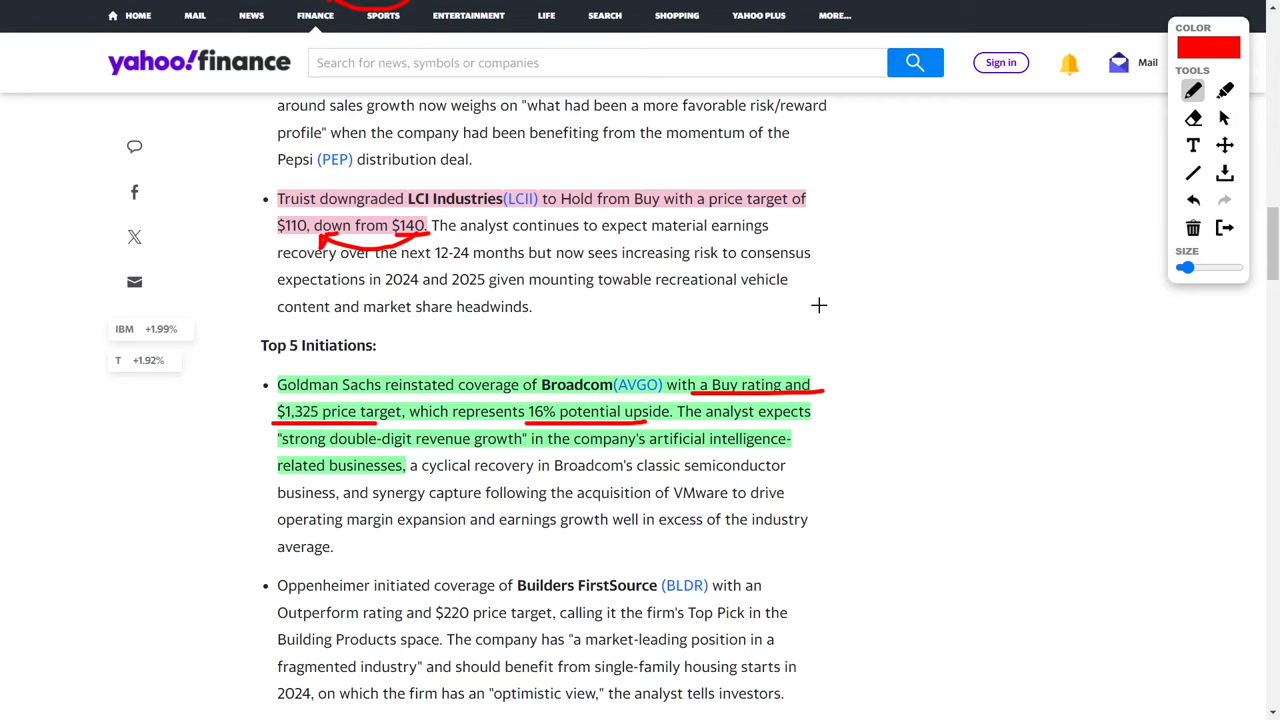 HOME MAIL NEWS FINANCE SPORTS ENTERTAINMENT LIFE SEARCH SHOPPING YAHOO PLUS MORE...
yahoo!finance Search for news, symbols or companies Sign in Mail
COLOR
TOOLS
T
SIZE
around sales growth now weighs on "what had been a more favorable risk/reward
profile" when the company had been benefiting from the momentum of the
Pepsi (PEP) distribution deal.
• Truist downgraded LCI Industries(LCII) to Hold from Buy with a price target of
$110, down from $140. The analyst continues to expect material earnings
recovery over the next 12-24 months but now sees increasing risk to consensus
expectations in 2024 and 2025 given mounting towable recreational vehicle
content and market share headwinds.
IBM +1.99%
T +1.92%
Top 5 Initiations:
• Goldman Sachs reinstated coverage of Broadcom(AVGO) with a Buy rating and
$1,325 price target, which represents 16% potential upside. The analyst expects
"strong double-digit revenue growth" in the company's artificial intelligence-
related businesses, a cyclical recovery in Broadcom's classic semiconductor
business, and synergy capture following the acquisition of VMware to drive
operating margin expansion and earnings growth well in excess of the industry
average.
• Oppenheimer initiated coverage of Builders FirstSource (BLDR) with an
Outperform rating and $220 price target, calling it the firm's Top Pick in the
Building Products space. The company has "a market-leading position in a
fragmented industry" and should benefit from single-family housing starts in
2024, on which the firm has an "optimistic view," the analyst tells investors.